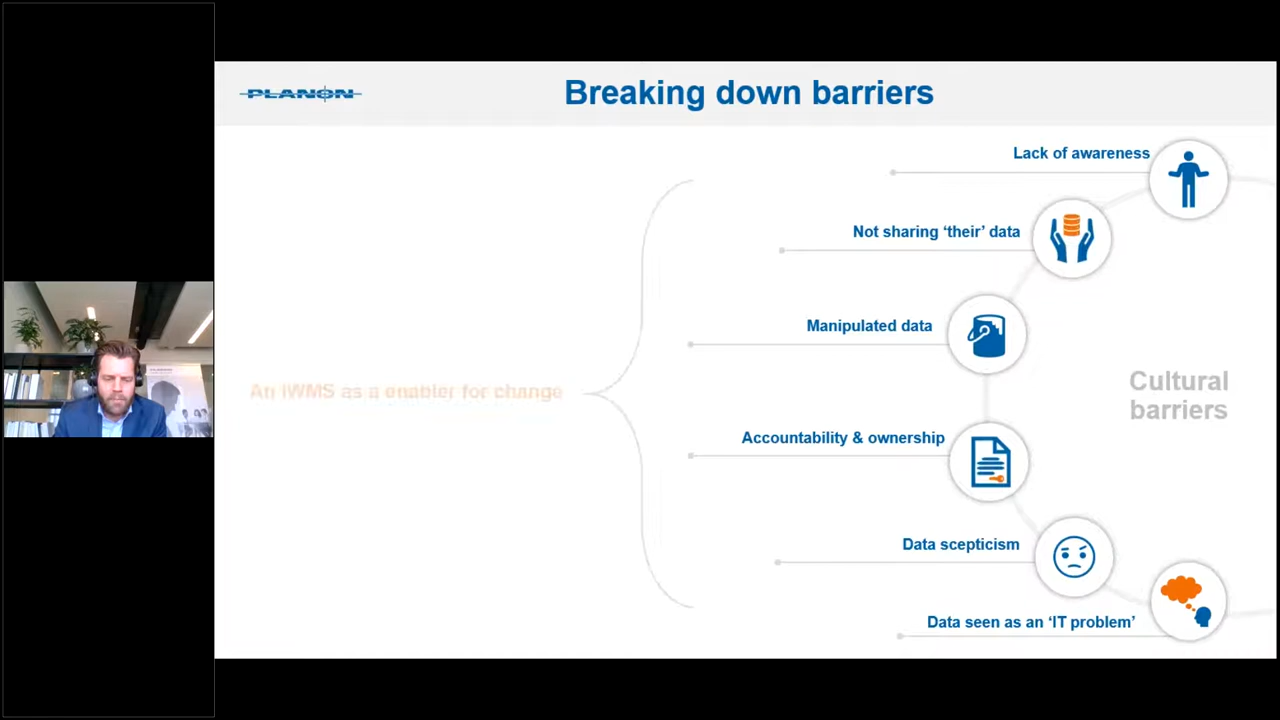 PLANON
Breaking down barriers
Lack of awareness
Not sharing ‘their’ data
Manipulated data
An IWMS as a enabler for change
Cultural
barriers
Accountability & ownership
Data scepticism
Data seen as an ‘IT problem’